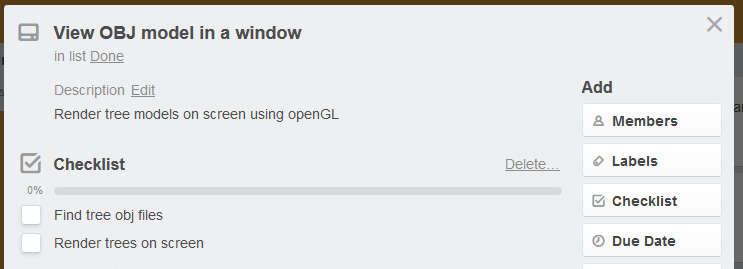 View OBJ model in a window
in list Done
Description Edit
Render tree models on screen using openGL
Checklist
Delete...
0%
Find tree obj files
Render trees on screen
Add
Members
Labels
Checklist
Due Date